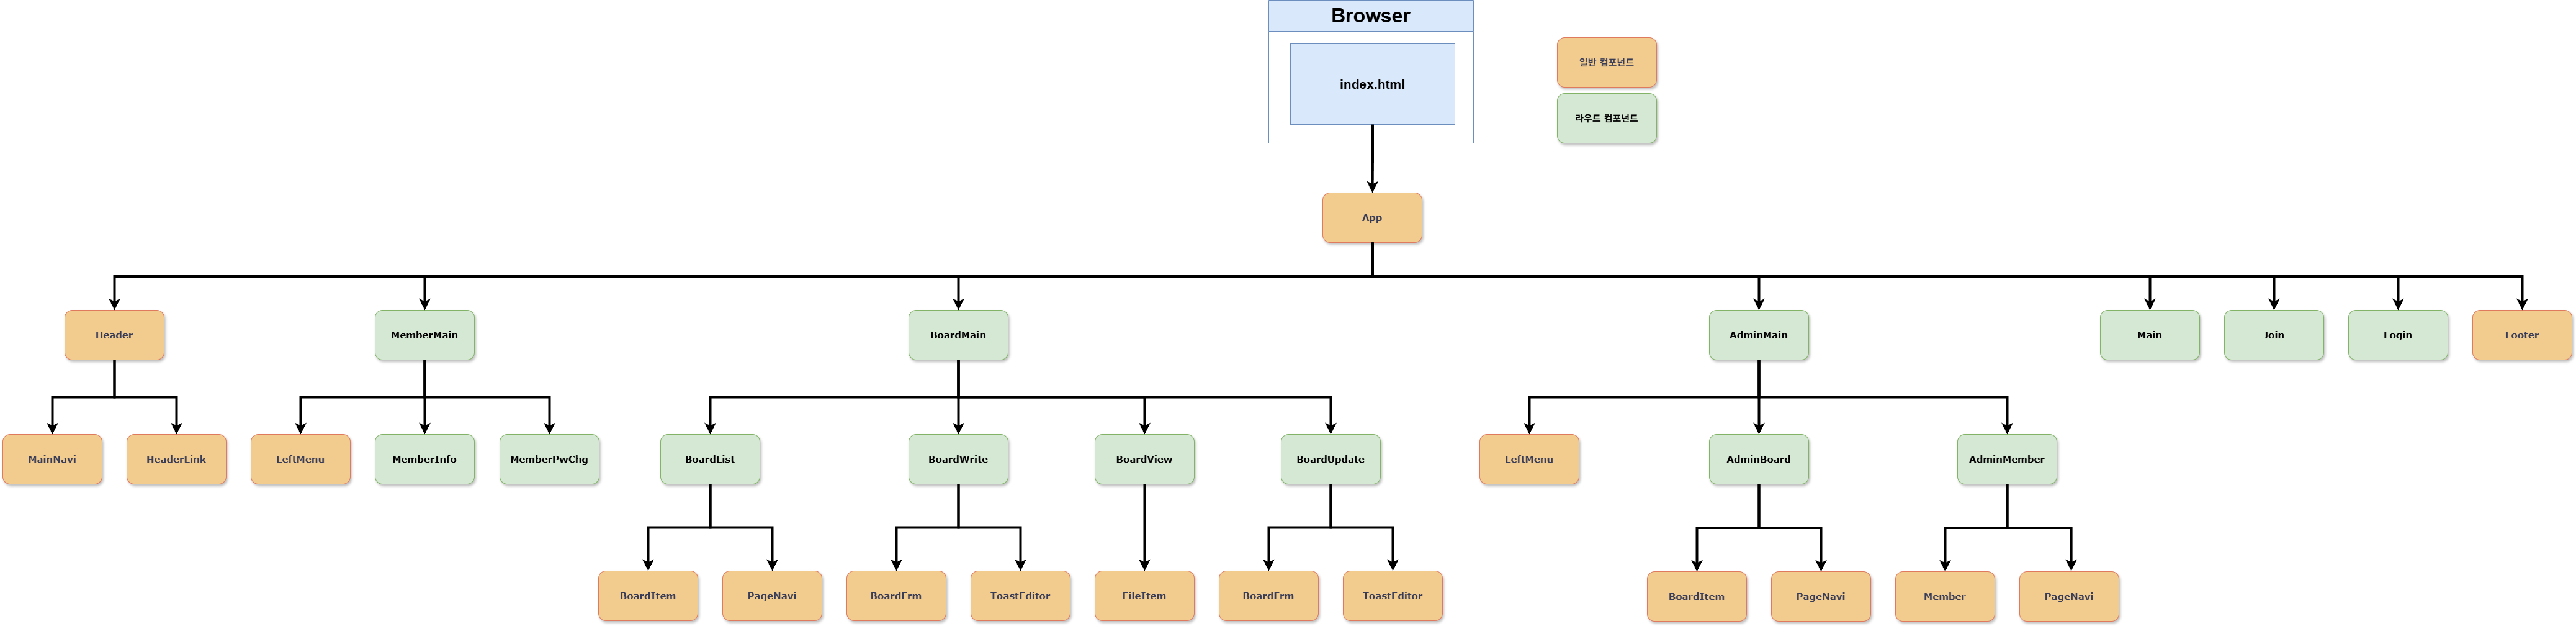 Browser
index.html
일반 컴포넌트
라우트 컴포넌트
App
Header
MemberMain
BoardMain
AdminMain
Main
Join
Login
Footer
MainNavi
HeaderLink
LeftMenu
MemberInfo
MemberPwChg
BoardList
BoardWrite
BoardView
BoardUpdate
LeftMenu
AdminBoard
AdminMember
BoardItem
PageNavi
BoardFrm
ToastEditor
FileItem
BoardFrm
ToastEditor
BoardItem
PageNavi
Member
PageNavi